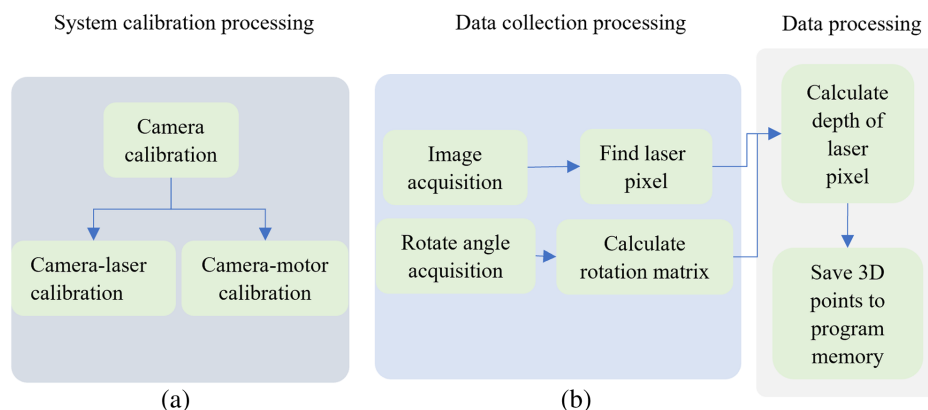 System calibration processing
Data collection processing
Data processing
Camera
calibration
Camera-laser
calibration
Camera-motor
calibration
Image
acquisition
Find laser
pixel
Rotate angle
acquisition
Calculate
rotation matrix
Calculate
depth of
laser
pixel
Save 3D
points to
program
memory
(a)
(b)